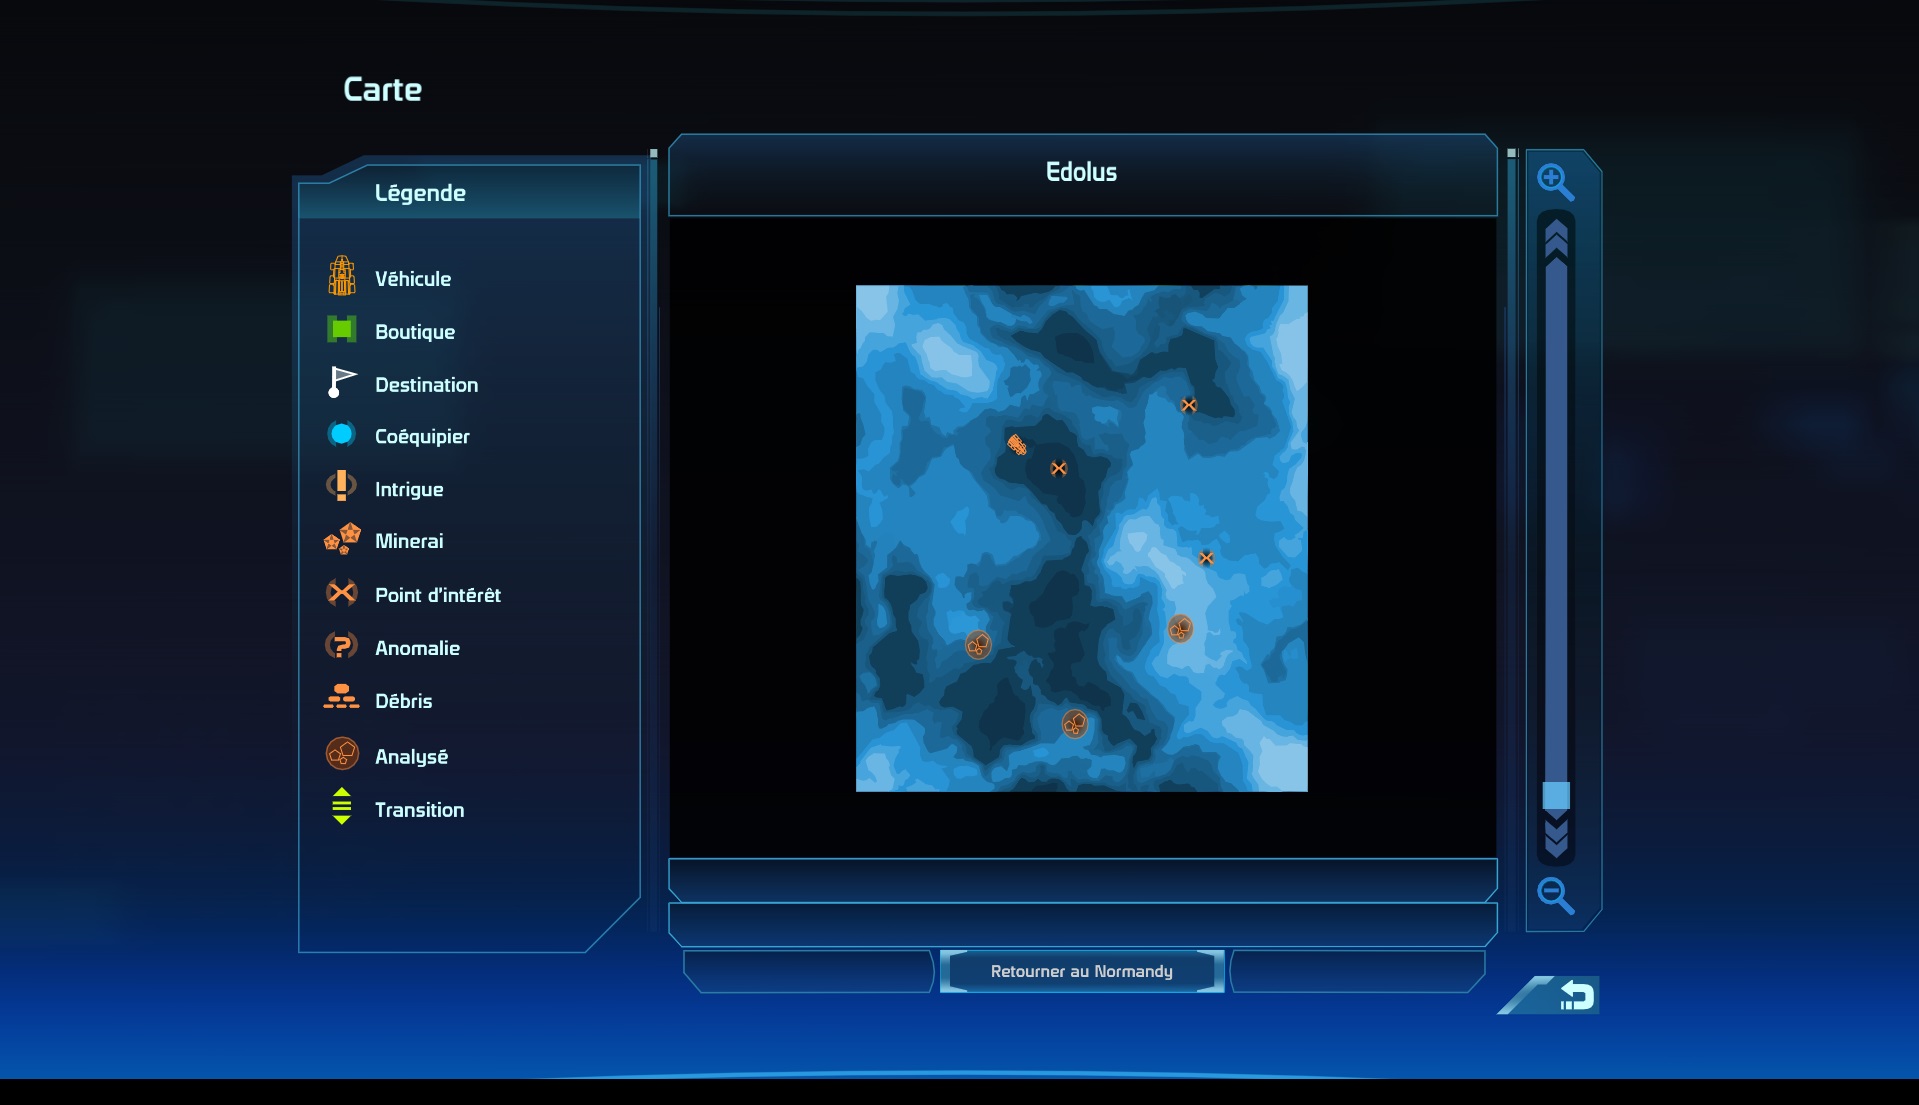 Carte
Légende
Véhicule
Boutique
Destination
Coéquipier
Intrigue
Minerai
Point d'intérêt
Anomalie
Débris
Analysé
Transition
Edolus
Retourner au Normandy